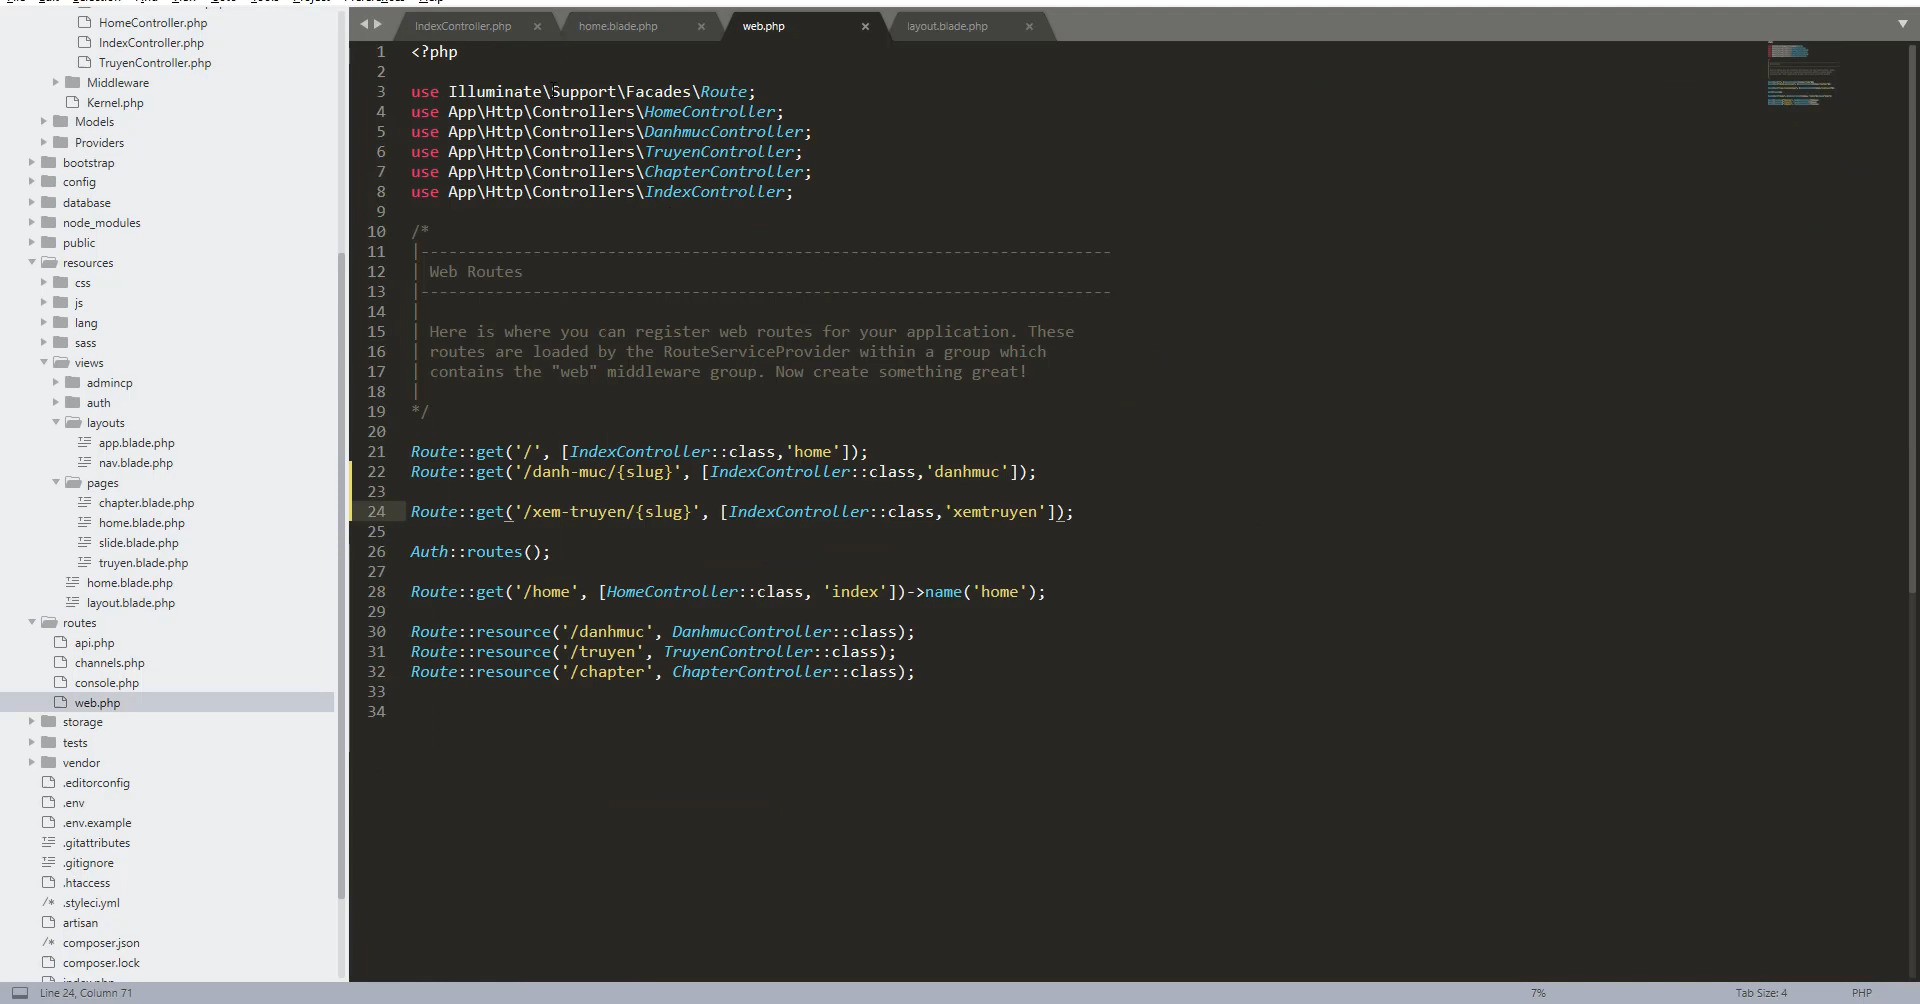 HomeController.php
IndexController.php
TruyenController.php
Middleware
Kernel.php
Models
Providers
bootstrap
config
database
node_modules
public
resources
css
js
lang
sass
views
admincp
auth
layouts
app.blade.php
nav.blade.php
pages
chapter.blade.php
home.blade.php
slide.blade.php
truyen.blade.php
home.blade.php
layout.blade.php
routes
api.php
channels.php
console.php
web.php
storage
tests
vendor
.editorconfig
.env
.env.example
.gitattributes
.gitignore
.htaccess
/* .styleci.yml
artisan
/* composer.json
composer.lock
IndexController.php × home.blade.php × web.php × layout.blade.php ×
1 <?php
2
3 use Illuminate\Support\Facades\Route;
4 use App\Http\Controllers\HomeController;
5 use App\Http\Controllers\DanhmucController;
6 use App\Http\Controllers\TruyenController;
7 use App\Http\Controllers\ChapterController;
8 use App\Http\Controllers\IndexController;
9
10 /*
11 |--------------------------------------------------------------------------
12 | Web Routes
13 |--------------------------------------------------------------------------
14 |
15 | Here is where you can register web routes for your application. These
16 | routes are loaded by the RouteServiceProvider within a group which
17 | contains the "web" middleware group. Now create something great!
18 |
19 */
20
21 Route::get('/', [IndexController::class,'home']);
22 Route::get('/danh-muc/{slug}', [IndexController::class,'danhmuc']);
23
24 Route::get('/xem-truyen/{slug}', [IndexController::class,'xemtruyen']);
25
26 Auth::routes();
27
28 Route::get('/home', [HomeController::class, 'index'])->name('home');
29
30 Route::resource('/danhmuc', DanhmucController::class);
31 Route::resource('/truyen', TruyenController::class);
32 Route::resource('/chapter', ChapterController::class);
33
34
Line 24, Column 71 7% Tab Size: 4 PHP